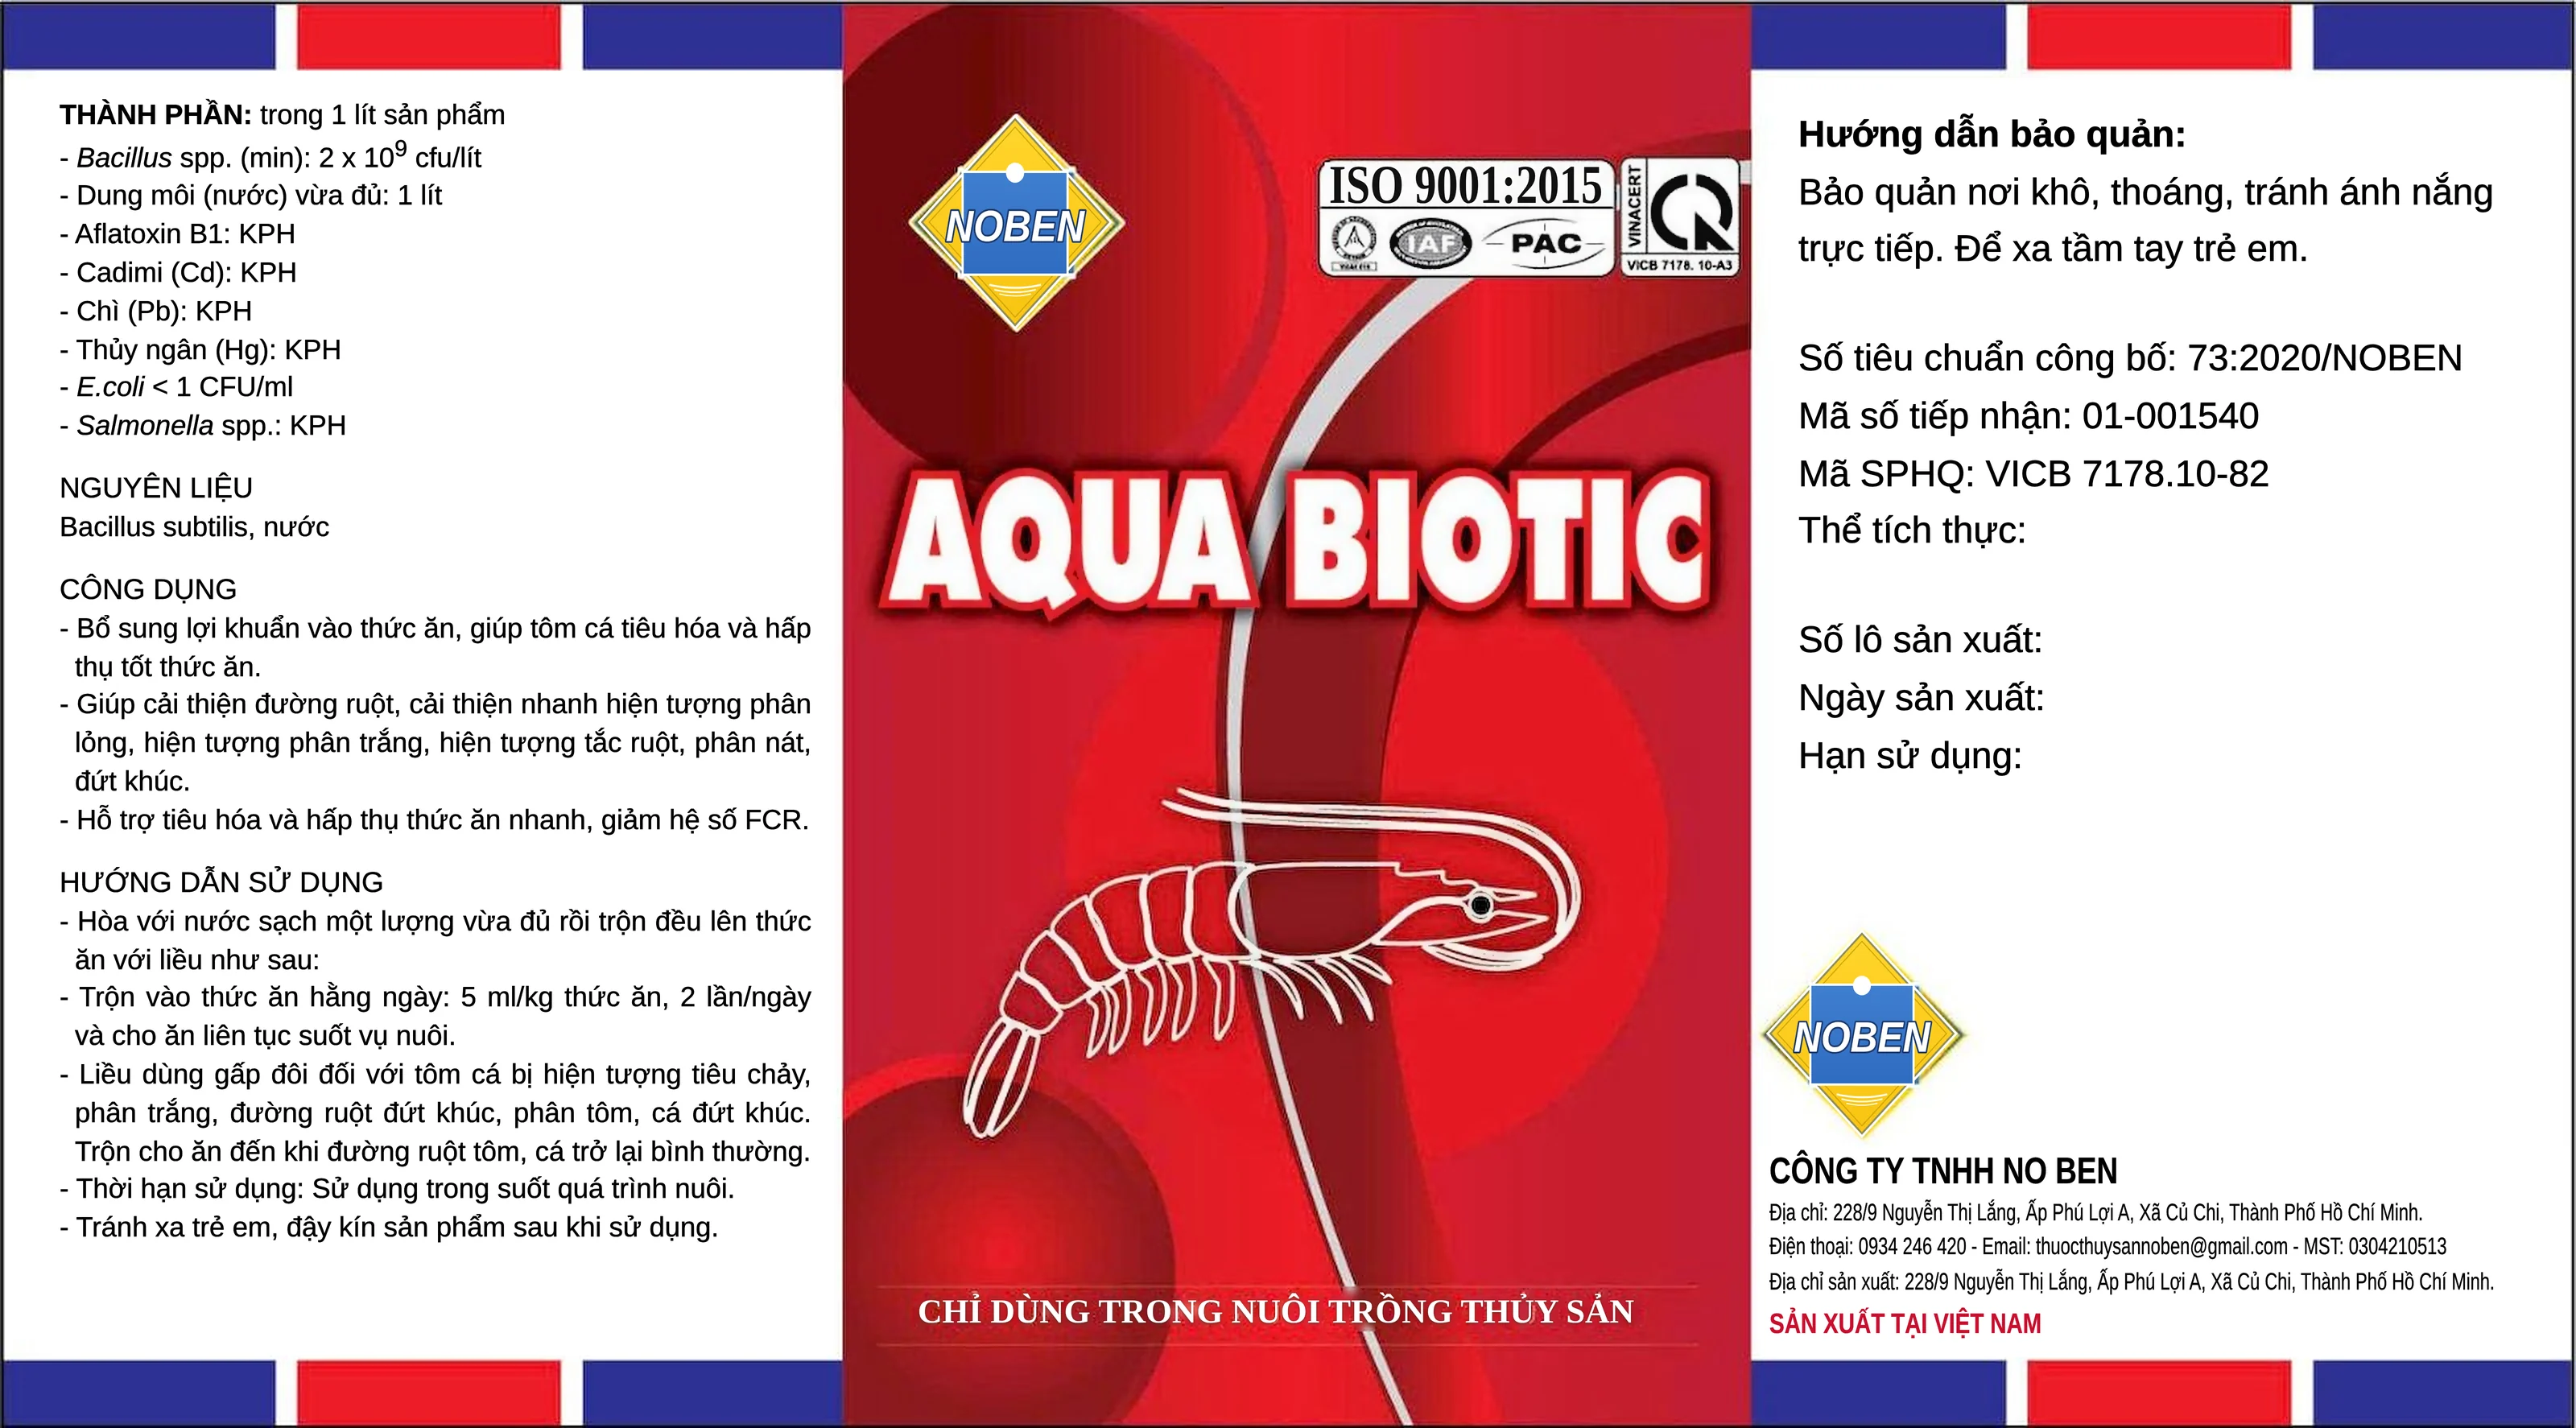 THÀNH PHẦN: trong 1 lít sản phẩm
- Bacillus spp. (min): 2 x 10⁹ cfu/lít
- Dung môi (nước) vừa đủ: 1 lít
- Aflatoxin B1: KPH
- Cadimi (Cd): KPH
- Chì (Pb): KPH
- Thủy ngân (Hg): KPH
- E.coli < 1 CFU/ml
- Salmonella spp.: KPH
NGUYÊN LIỆU
Bacillus subtilis, nước
CÔNG DỤNG
- Bổ sung lợi khuẩn vào thức ăn, giúp tôm cá tiêu hóa và hấp
thụ tốt thức ăn.
- Giúp cải thiện đường ruột, cải thiện nhanh hiện tượng phân
lỏng, hiện tượng phân trắng, hiện tượng tắc ruột, phân nát,
đứt khúc.
- Hỗ trợ tiêu hóa và hấp thụ thức ăn nhanh, giảm hệ số FCR.
HƯỚNG DẪN SỬ DỤNG
- Hòa với nước sạch một lượng vừa đủ rồi trộn đều lên thức
ăn với liều như sau:
- Trộn vào thức ăn hằng ngày: 5 ml/kg thức ăn, 2 lần/ngày
và cho ăn liên tục suốt vụ nuôi.
- Liều dùng gấp đôi đối với tôm cá bị hiện tượng tiêu chảy,
phân trắng, đường ruột đứt khúc, phân tôm, cá đứt khúc.
Trộn cho ăn đến khi đường ruột tôm, cá trở lại bình thường.
- Thời hạn sử dụng: Sử dụng trong suốt quá trình nuôi.
- Tránh xa trẻ em, đậy kín sản phẩm sau khi sử dụng.
NOBEN
ISO 9001:2015
IAF
PAC
VINACERT
VICB 7178. 10-A3
AQUA BIOTIC
CHỈ DÙNG TRONG NUÔI TRỒNG THỦY SẢN
Hướng dẫn bảo quản:
Bảo quản nơi khô, thoáng, tránh ánh nắng
trực tiếp. Để xa tầm tay trẻ em.
Số tiêu chuẩn công bố: 73:2020/NOBEN
Mã số tiếp nhận: 01-001540
Mã SPHQ: VICB 7178.10-82
Thể tích thực:
Số lô sản xuất:
Ngày sản xuất:
Hạn sử dụng:
NOBEN
CÔNG TY TNHH NO BEN
Địa chỉ: 228/9 Nguyễn Thị Lắng, Ấp Phú Lợi A, Xã Củ Chi, Thành Phố Hồ Chí Minh.
Điện thoại: 0934 246 420 - Email: thuocthuysannoben@gmail.com - MST: 0304210513
Địa chỉ sản xuất: 228/9 Nguyễn Thị Lắng, Ấp Phú Lợi A, Xã Củ Chi, Thành Phố Hồ Chí Minh.
SẢN XUẤT TẠI VIỆT NAM